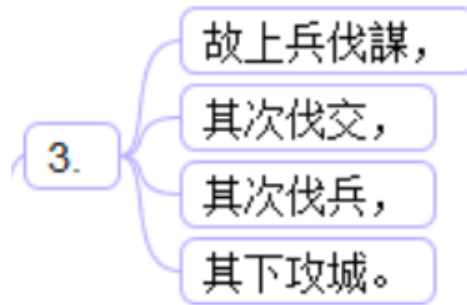 3.
故上兵伐謀，
其次伐交，
其次伐兵，
其下攻城。